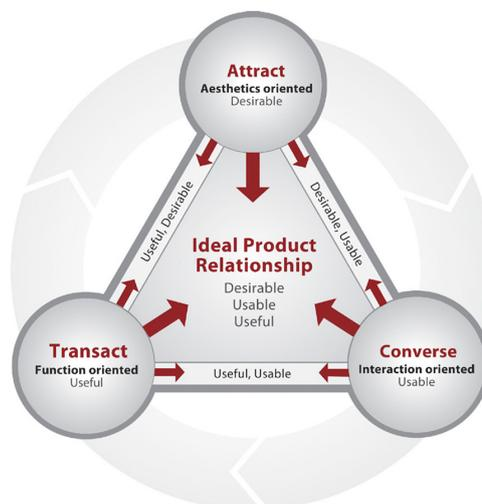 Attract
Aesthetics oriented
Desirable
Useful, Desirable
Desirable, Usable
Ideal Product
Relationship
Desirable
Usable
Useful
Transact
Function oriented
Useful
Useful, Usable
Converse
Interaction oriented
Usable